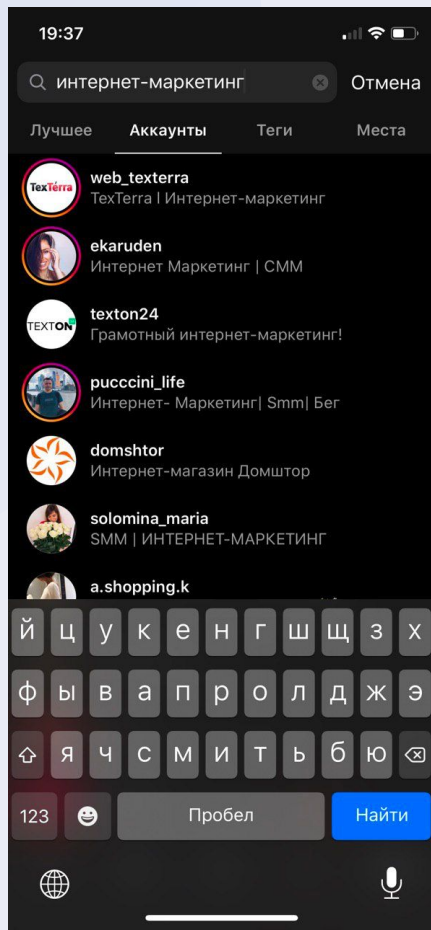 19:37
интернет-маркетинг
Отмена
Лучшее Аккаунты Теги Места
TexTerra
web_texterra
TexTerra | Интернет-маркетинг
ekaruden
Интернет Маркетинг | СММ
TEXTON
texton24
Грамотный интернет-маркетинг!
pucccini_life
Интернет- Маркетинг| Smm| Бег
domshtor
Интернет-магазин Домштор
solomina_maria
SMM | ИНТЕРНЕТ-МАРКЕТИНГ
a.shopping.k
й ц у к е н г ш щ з х
ф ы в а п р о л д ж э
я ч с м и т ь б ю
123 Пробел Найти